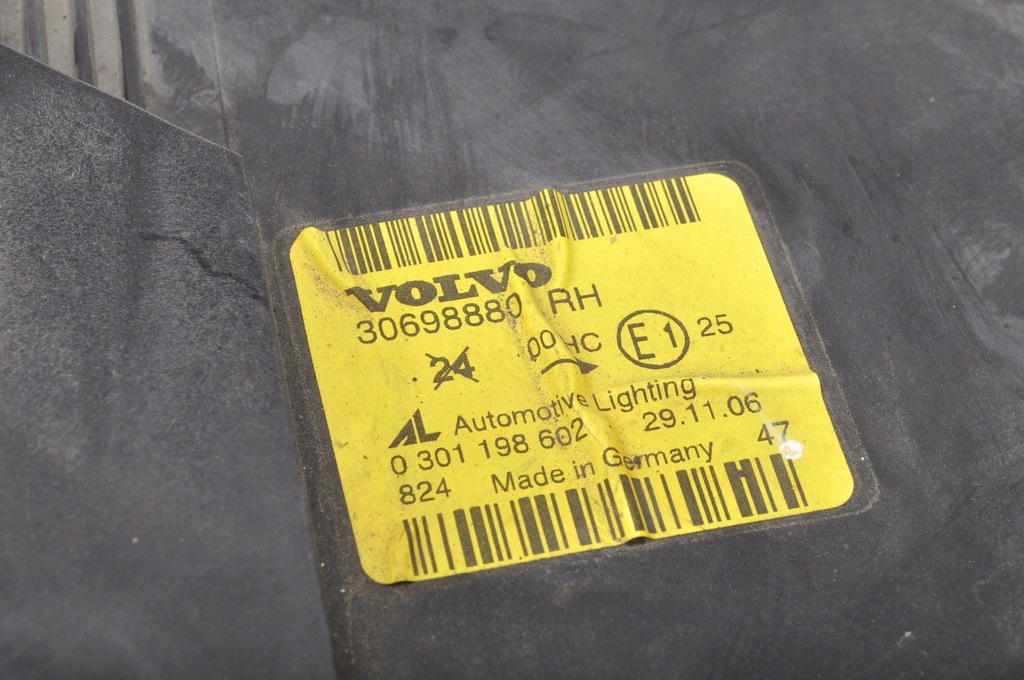 VOLVO
30698880 RH
24 00 HC E1 25
AL Automotive Lighting
0 301 198 602 29.11.06
824 Made in Germany 47